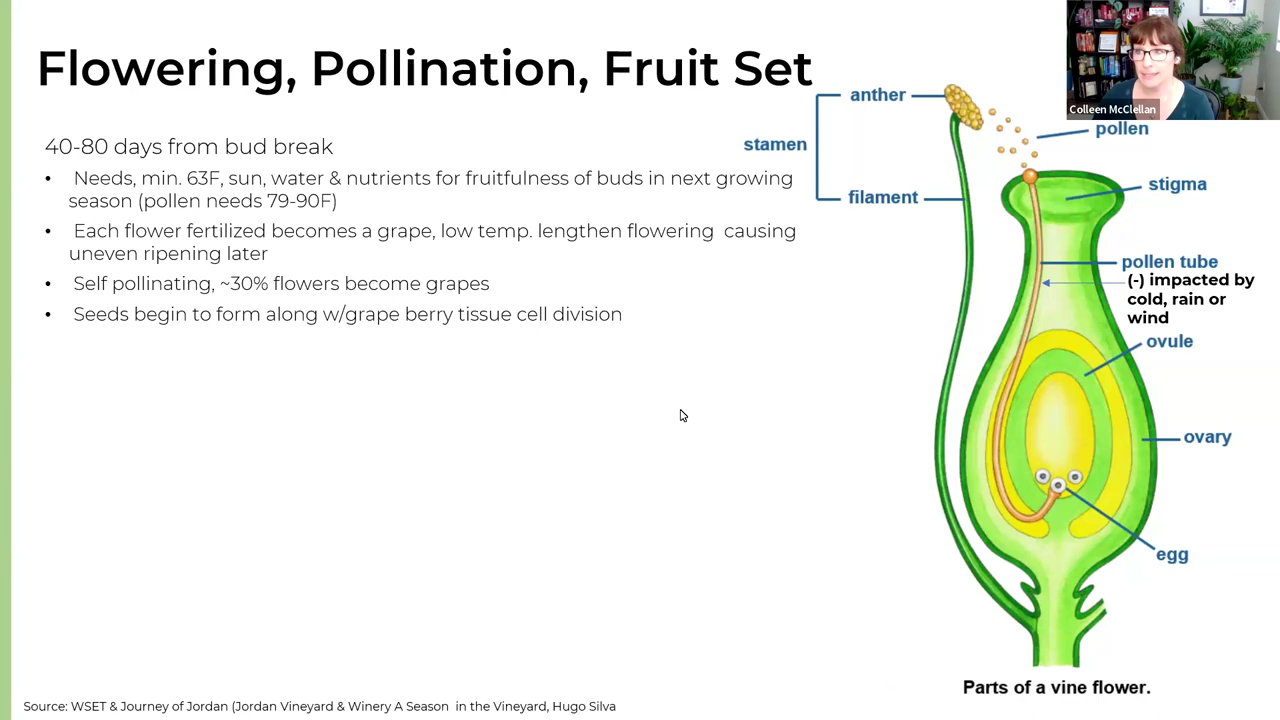 Flowering, Pollination, Fruit Set
40-80 days from bud break
• Needs, min. 63F, sun, water & nutrients for fruitfulness of buds in next growing
season (pollen needs 79-90F)
• Each flower fertilized becomes a grape, low temp. lengthen flowering causing
uneven ripening later
• Self pollinating, ~30% flowers become grapes
• Seeds begin to form along w/grape berry tissue cell division
anther
stamen
filament
Colleen McClellan
pollen
stigma
pollen tube
(-) impacted by
cold, rain or
wind
ovule
ovary
egg
Parts of a vine flower.
Source: WSET & Journey of Jordan (Jordan Vineyard & Winery A Season in the Vineyard, Hugo Silva